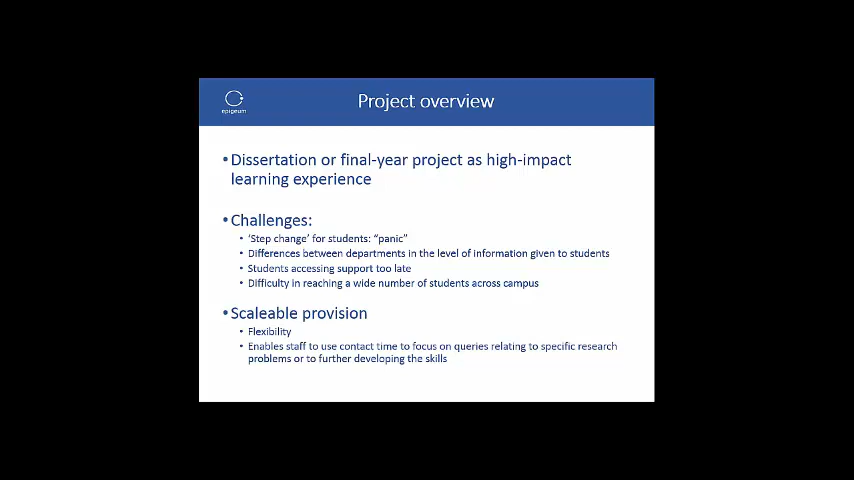 epigeum
Project overview
•Dissertation or final-year project as high-impact
learning experience
•Challenges:
• ‘Step change’ for students: “panic”
• Differences between departments in the level of information given to students
• Students accessing support too late
• Difficulty in reaching a wide number of students across campus
•Scaleable provision
• Flexibility
• Enables staff to use contact time to focus on queries relating to specific research
problems or to further developing the skills